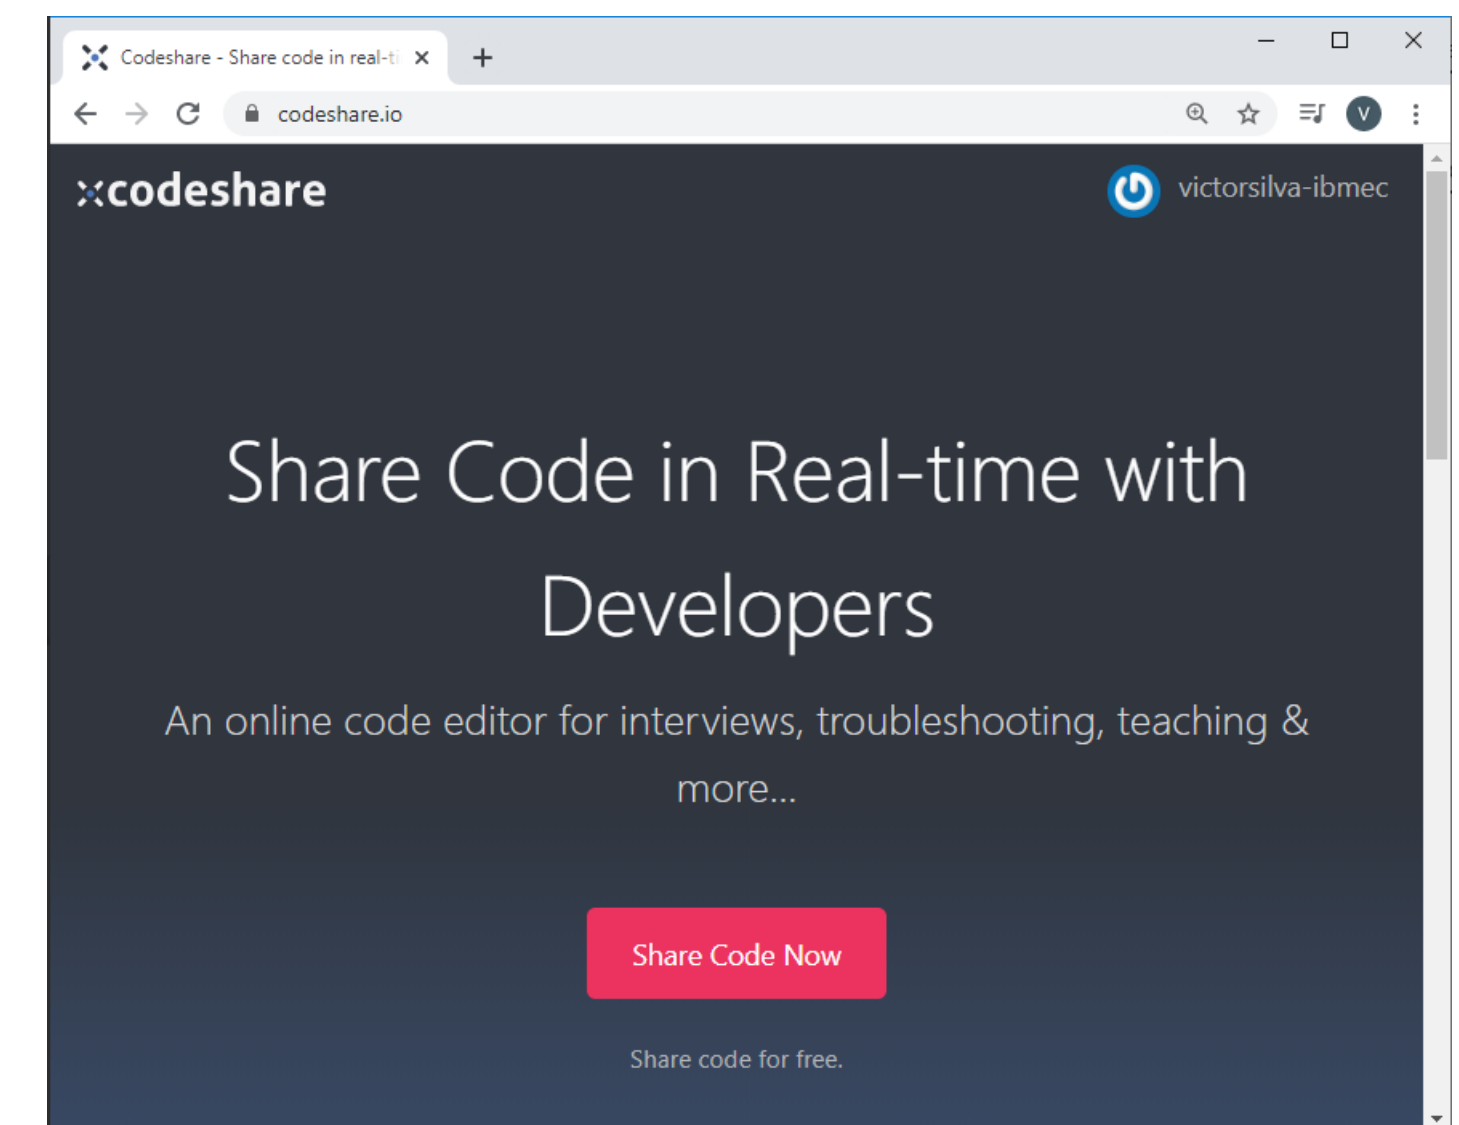 Codeshare - Share code in real-ti
codeshare.io
V
codeshare
victorsilva-ibmec
Share Code in Real-time with
Developers
An online code editor for interviews, troubleshooting, teaching &
more...
Share Code Now
Share code for free.